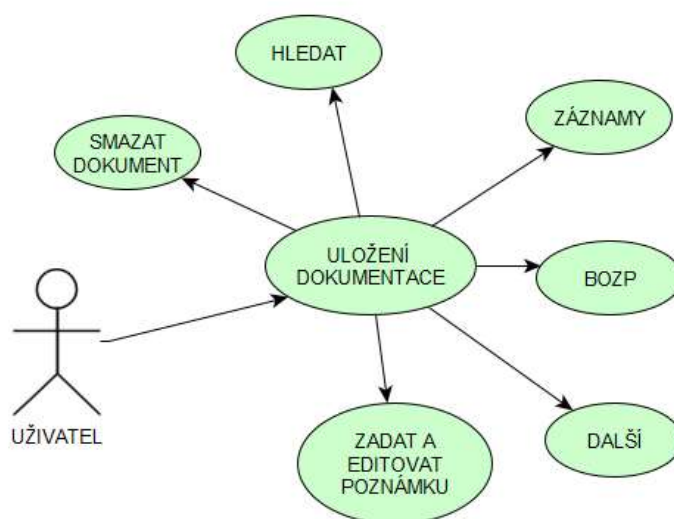 HLEDAT
SMAZAT
DOKUMENT
ZÁZNAMY
ULOŽENÍ
DOKUMENTACE
BOZP
UŽIVATEL
ZADAT A
EDITOVAT
POZNÁMKU
DALŠÍ